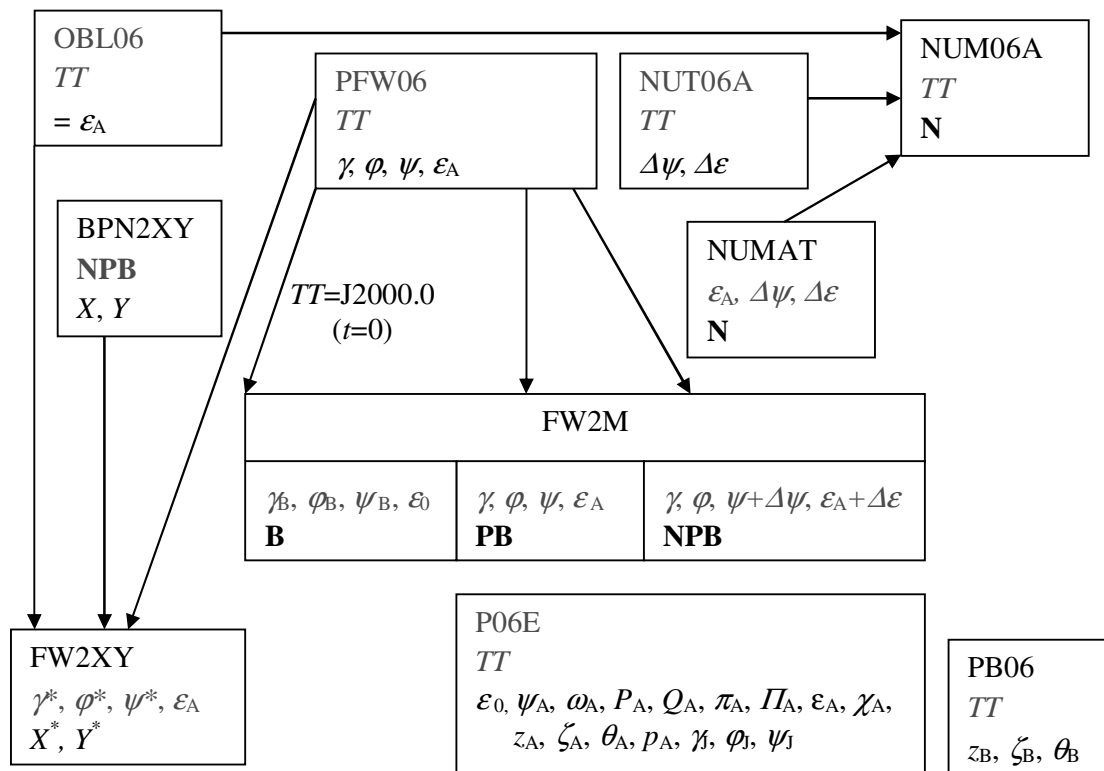 OBL06
TT
= εA
PFW06
TT
γ, φ, ψ, εA
NUT06A
TT
Δψ, Δε
NUM06A
TT
N
BPN2XY
NPB
X, Y
TT=J2000.0
(t=0)
NUMAT
εA, Δψ, Δε
N
FW2M
γB, φB, ψB, ε0
B
γ, φ, ψ, εA
PB
γ, φ, ψ+Δψ, εA+Δε
NPB
FW2XY
γ*, φ*, ψ*, εA
X*, Y*
P06E
TT
ε0, ψA, ωA, PA, QA, πA, ΠA, εA, χA,
zA, ζA, θA, pA, γJ, φJ, ψJ
PB06
TT
zB, ζB, θB